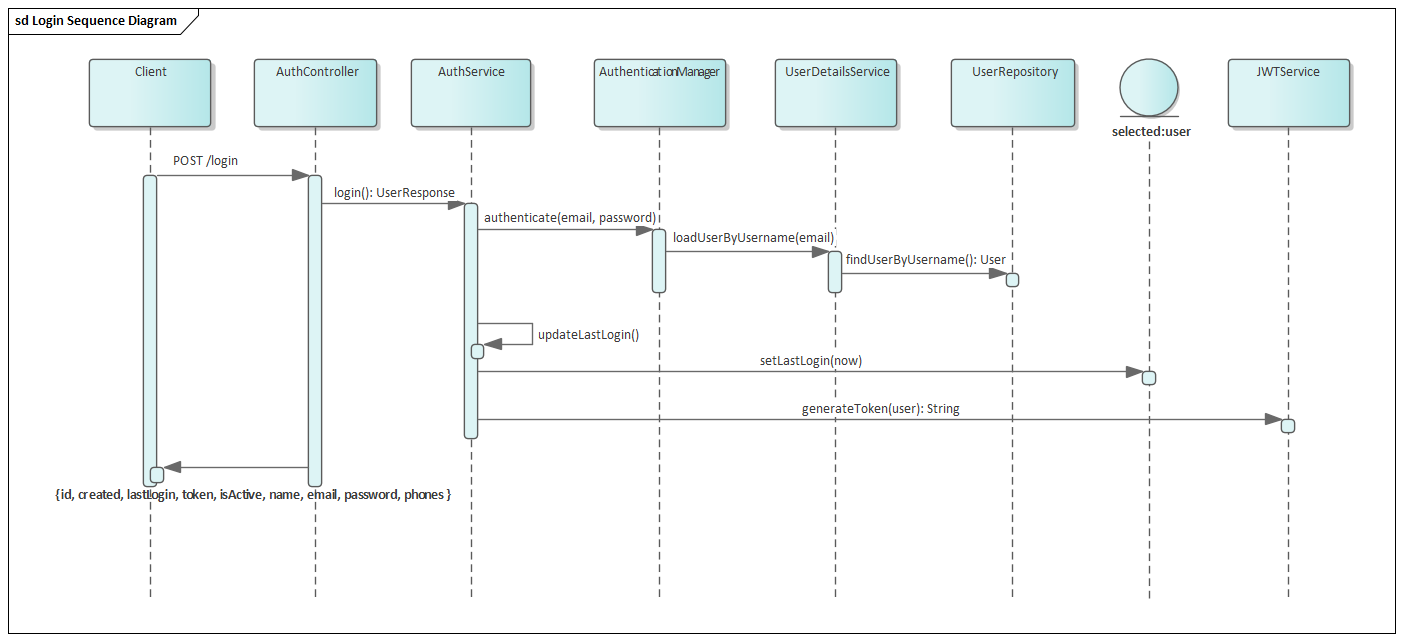 sd Login Sequence Diagram
Client
AuthController
AuthService
AuthenticationManager
UserDetailsService
UserRepository
selected:user
JWTService
POST /login
login(): UserResponse
authenticate(email, password)
loadUserByUsername(email)
findUserByUsername(): User
updateLastLogin()
setLastLogin(now)
generateToken(user): String
{id, created, lastLogin, token, isActive, name, email, password, phones }